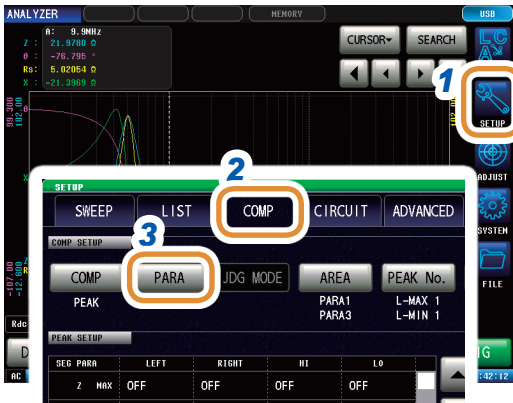 ANALYZER MEMORY USB
A: 9.9MHz
Z : 21.9780 Ω
θ : -76.795 °
Rs: 5.02054 Ω
X : -21.3969 Ω
CURSOR SEARCH
LC
1
SETUP
99.300
102.00
ADJUST
SYSTEM
FILE
2
SETUP
SWEEP LIST COMP CIRCUIT ADVANCED
COMP SETUP
3
COMP PARA JDG MODE AREA PEAK No.
PEAK PARA1 L-MAX 1
PARA3 L-MIN 1
-107.00
-12.600
Rdc
PEAK SETUP
SEG PARA LEFT RIGHT HI LO
Z MAX OFF OFF OFF OFF
AC :42:12